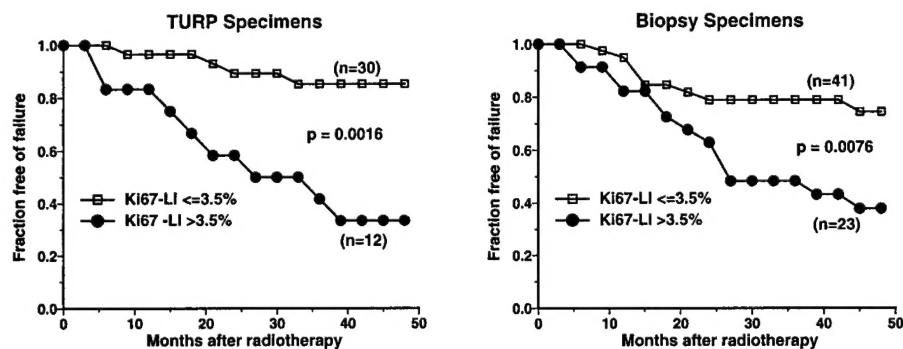 TURP Specimens
1.0
0.8
0.6
0.4
0.2
0.0
Fraction free of failure
(n=30)
p = 0.0016
Ki67-LI <=3.5%
Ki67 -LI >3.5%
(n=12)
0 10 20 30 40 50
Months after radiotherapy
Biopsy Specimens
1.0
0.8
0.6
0.4
0.2
0.0
Fraction free of failure
(n=41)
p = 0.0076
Ki67-LI <=3.5%
Ki67-LI >3.5%
(n=23)
0 10 20 30 40 50
Months after radiotherapy